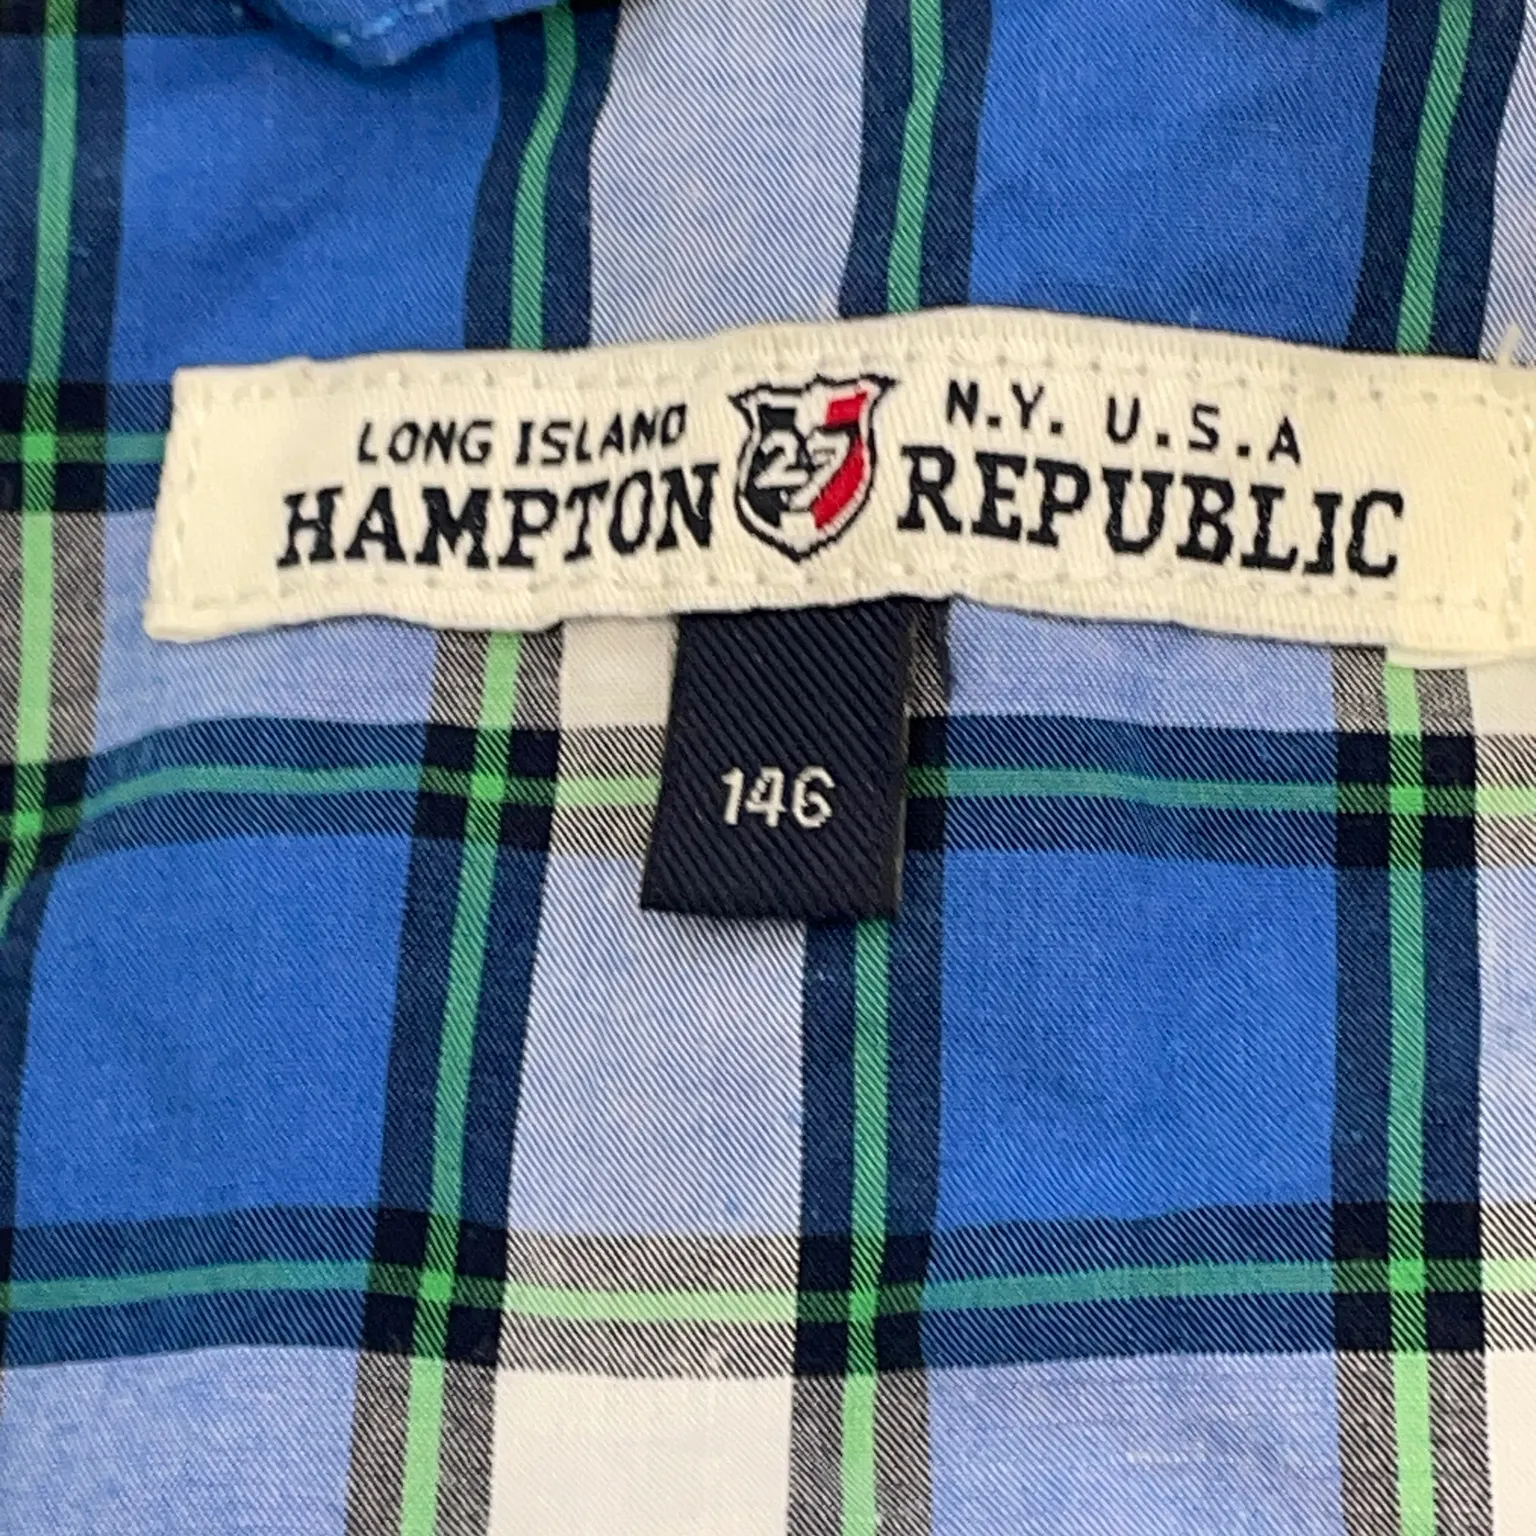 LONG ISLAND N.Y. U.S.A
HAMPTON 27 REPUBLIC
146